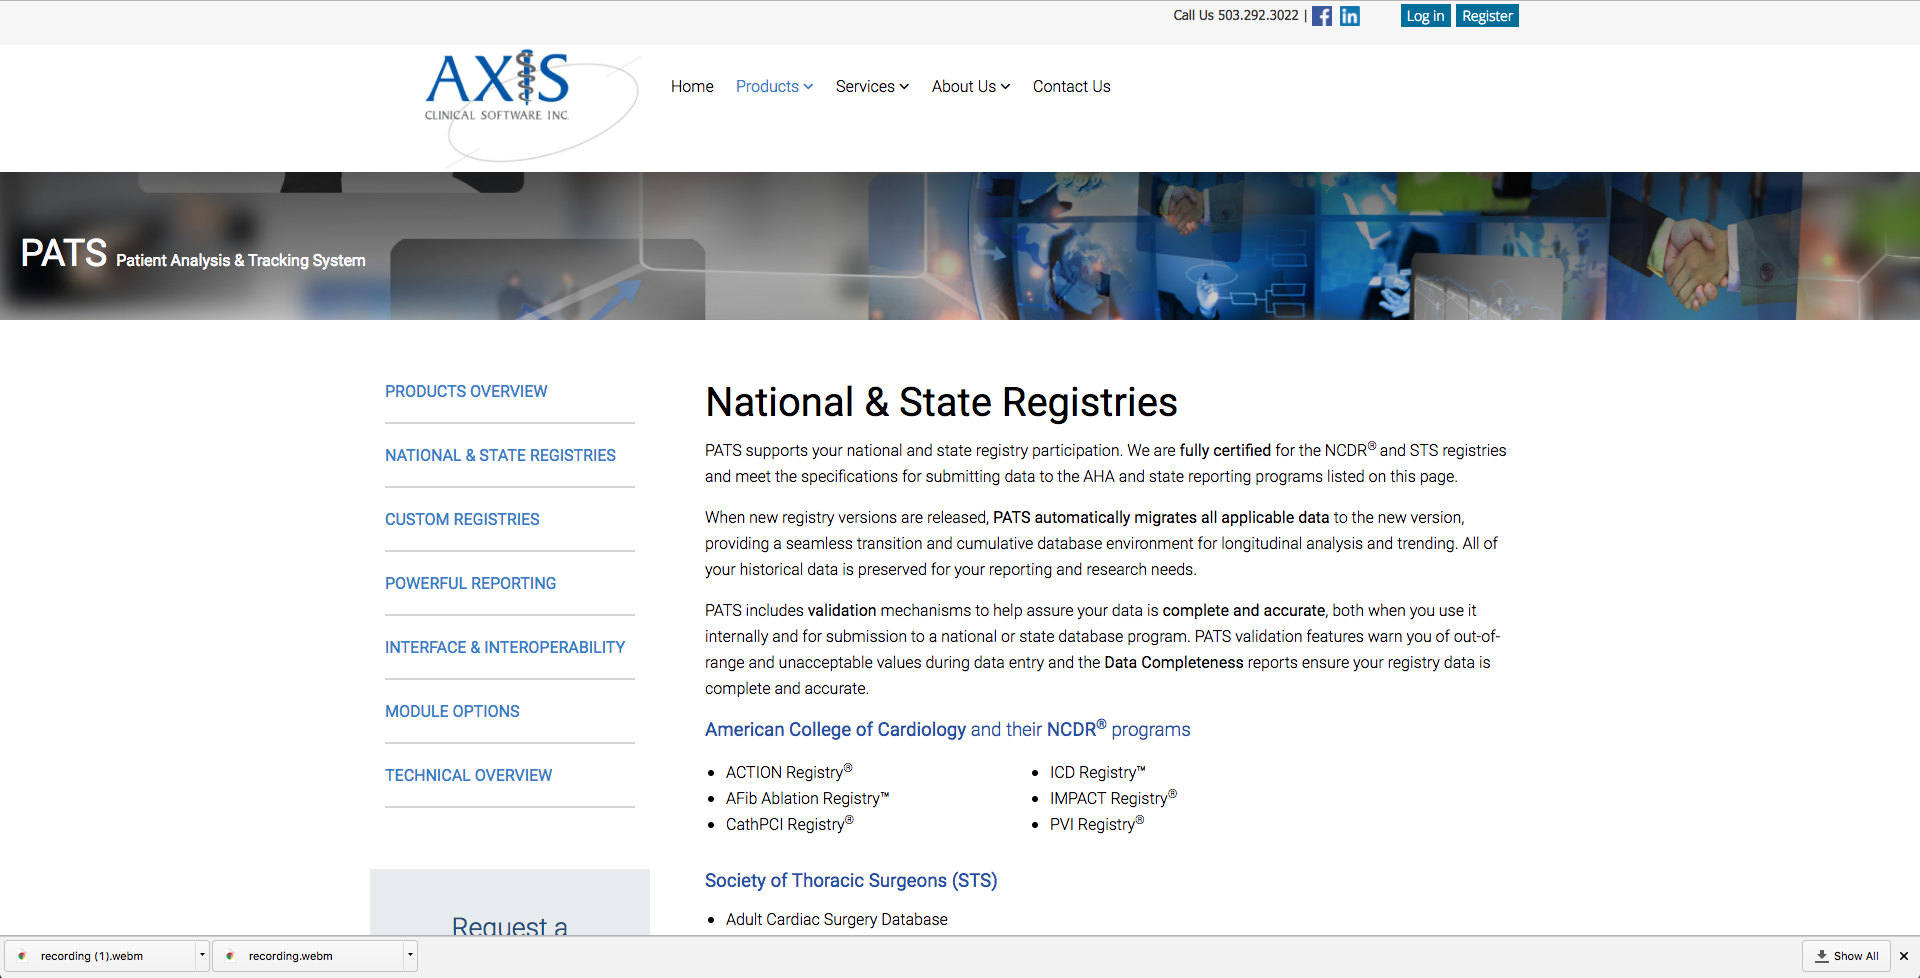 Call Us 503.292.3022 |
Log in
Register
AXIS
CLINICAL SOFTWARE INC.
Home
Products
Services
About Us
Contact Us
PATS Patient Analysis & Tracking System
PRODUCTS OVERVIEW
NATIONAL & STATE REGISTRIES
CUSTOM REGISTRIES
POWERFUL REPORTING
INTERFACE & INTEROPERABILITY
MODULE OPTIONS
TECHNICAL OVERVIEW
Request a
National & State Registries
PATS supports your national and state registry participation. We are fully certified for the NCDR® and STS registries
and meet the specifications for submitting data to the AHA and state reporting programs listed on this page.
When new registry versions are released, PATS automatically migrates all applicable data to the new version,
providing a seamless transition and cumulative database environment for longitudinal analysis and trending. All of
your historical data is preserved for your reporting and research needs.
PATS includes validation mechanisms to help assure your data is complete and accurate, both when you use it
internally and for submission to a national or state database program. PATS validation features warn you of out-of-
range and unacceptable values during data entry and the Data Completeness reports ensure your registry data is
complete and accurate.
American College of Cardiology and their NCDR® programs
• ACTION Registry®
• AFib Ablation Registry™
• CathPCI Registry®
• ICD Registry™
• IMPACT Registry®
• PVI Registry®
Society of Thoracic Surgeons (STS)
• Adult Cardiac Surgery Database
recording (1).webm
recording.webm
Show All